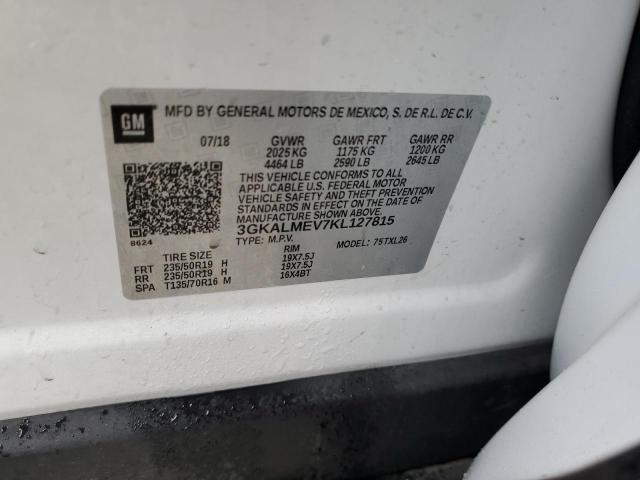 GM
MFD BY GENERAL MOTORS DE MEXICO, S. DE R.L. DE C.V.
07/18 GVWR GAWR FRT GAWR RR
2025 KG 1175 KG 1200 KG
4464 LB 2590 LB 2645 LB
THIS VEHICLE CONFORMS TO ALL
APPLICABLE U.S. FEDERAL MOTOR
VEHICLE SAFETY AND THEFT PREVENTION
STANDARDS IN EFFECT ON THE DATE OF
MANUFACTURE SHOWN ABOVE.
3GKALMEV7KL127815
8624
TYPE: M.P.V. MODEL: 75TXL26
TIRE SIZE RIM
FRT 235/50R19 H 19X7.5J
RR 235/50R19 H 19X7.5J
SPA T135/70R16 M 16X4BT